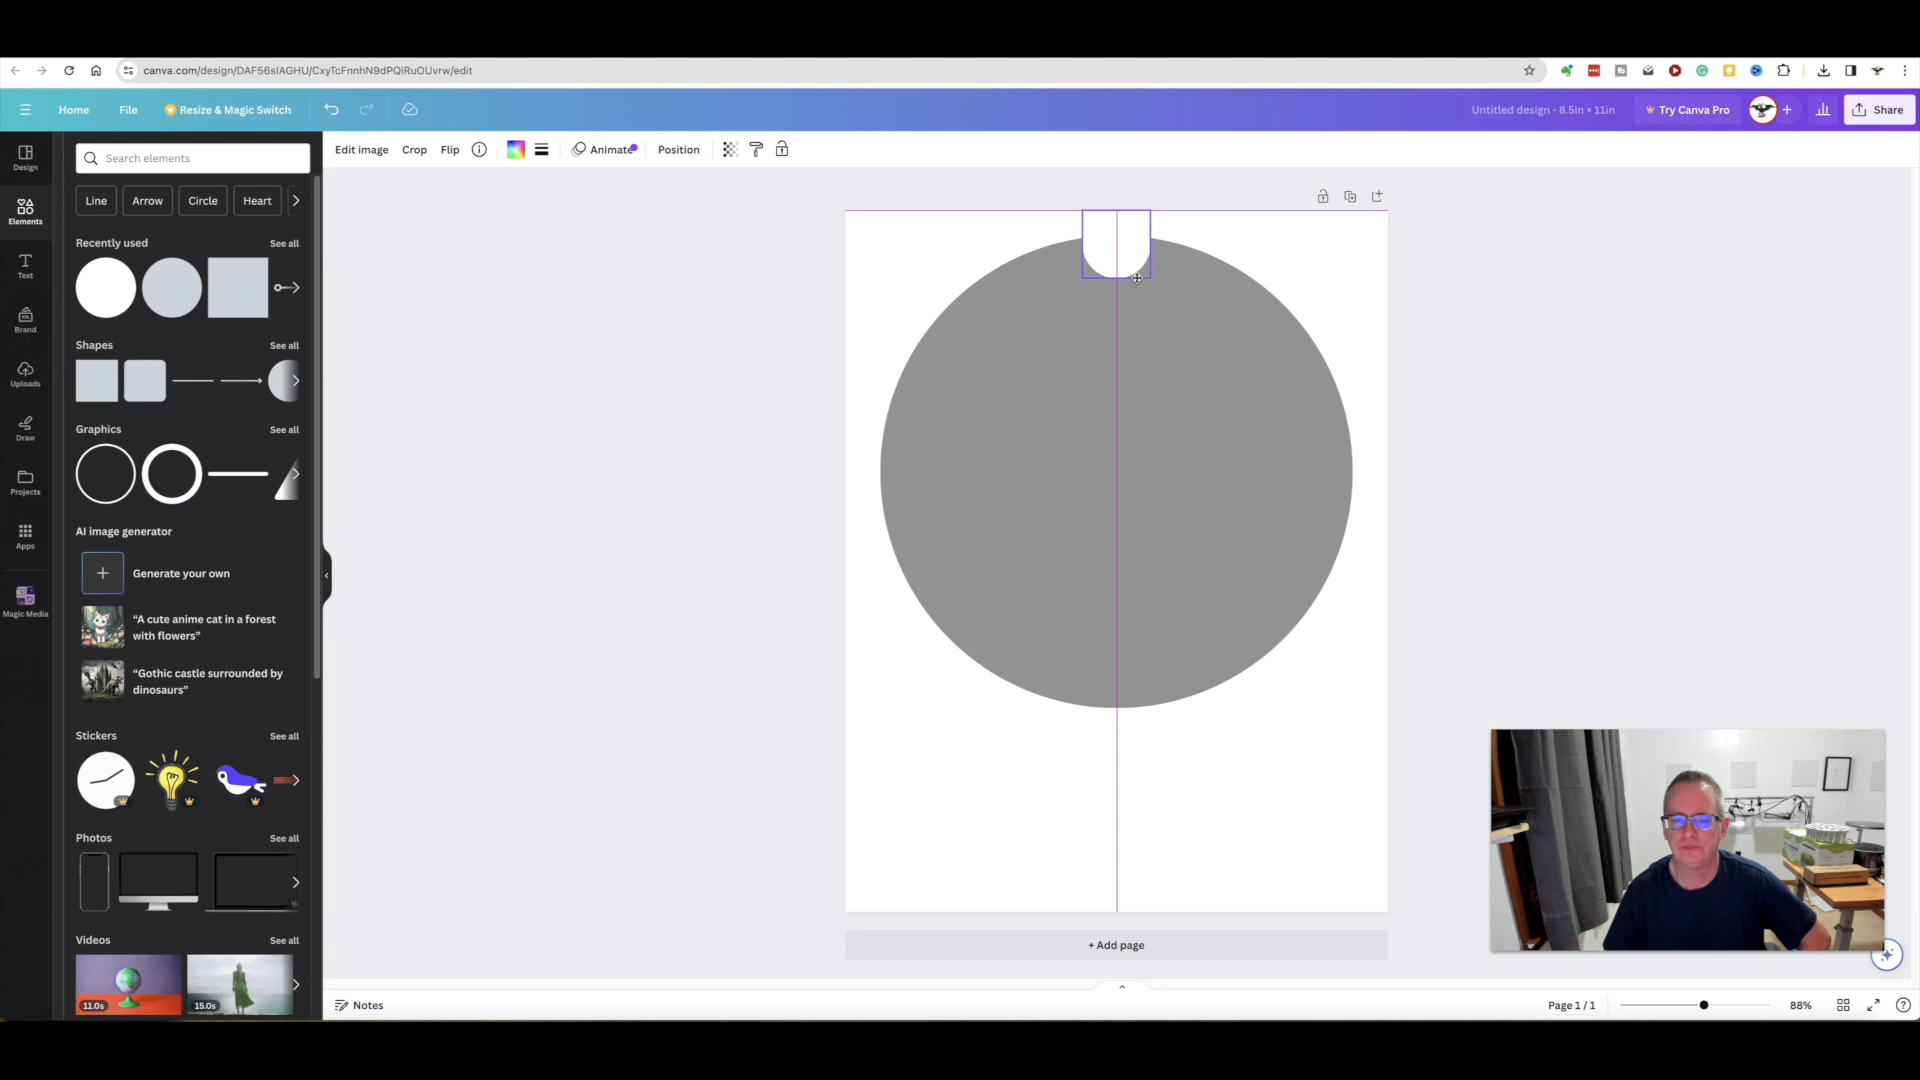 canva.com/design/DAF56sIAGHU/CxyTcFnnhN9dPQiRuOUvrw/edit
Home File Resize & Magic Switch Untitled design - 8.5in × 11in Try Canva Pro Share
Edit image Crop Flip Animate Position
Design
Elements
Text
Brand
Uploads
Draw
Projects
Apps
Magic Media
Search elements
Line Arrow Circle Heart
Recently used See all
Shapes See all
Graphics See all
AI image generator
Generate your own
“A cute anime cat in a forest
with flowers”
“Gothic castle surrounded by
dinosaurs”
Stickers See all
Photos See all
Videos See all
11.0s 15.0s
+ Add page
Notes Page 1 / 1 88%